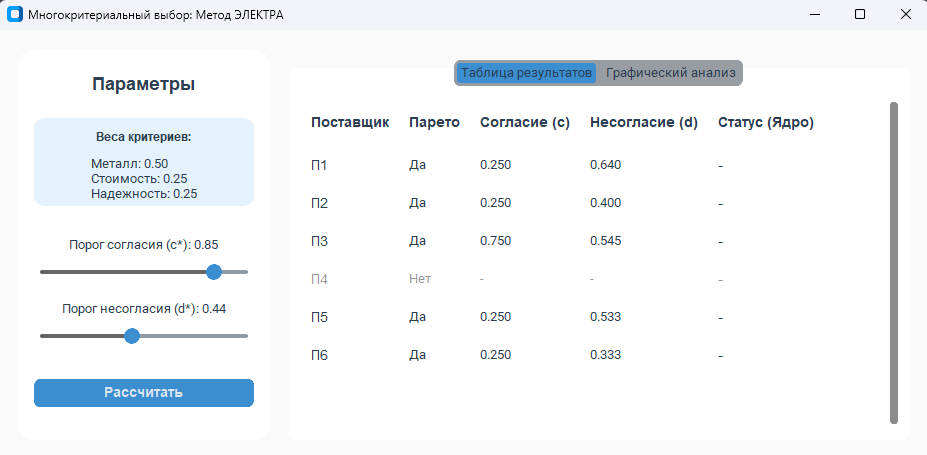 Многокритериальный выбор: Метод ЭЛЕКТРА
Параметры
Веса критериев:
Металл: 0.50
Стоимость: 0.25
Надежность: 0.25
Порог согласия (c*): 0.85
Порог несогласия (d*): 0.44
Рассчитать
Таблица результатов Графический анализ
Поставщик Парето Согласие (c) Несогласие (d) Статус (Ядро)
П1 Да 0.250 0.640 -
П2 Да 0.250 0.400 -
П3 Да 0.750 0.545 -
П4 Нет - - -
П5 Да 0.250 0.533 -
П6 Да 0.250 0.333 -